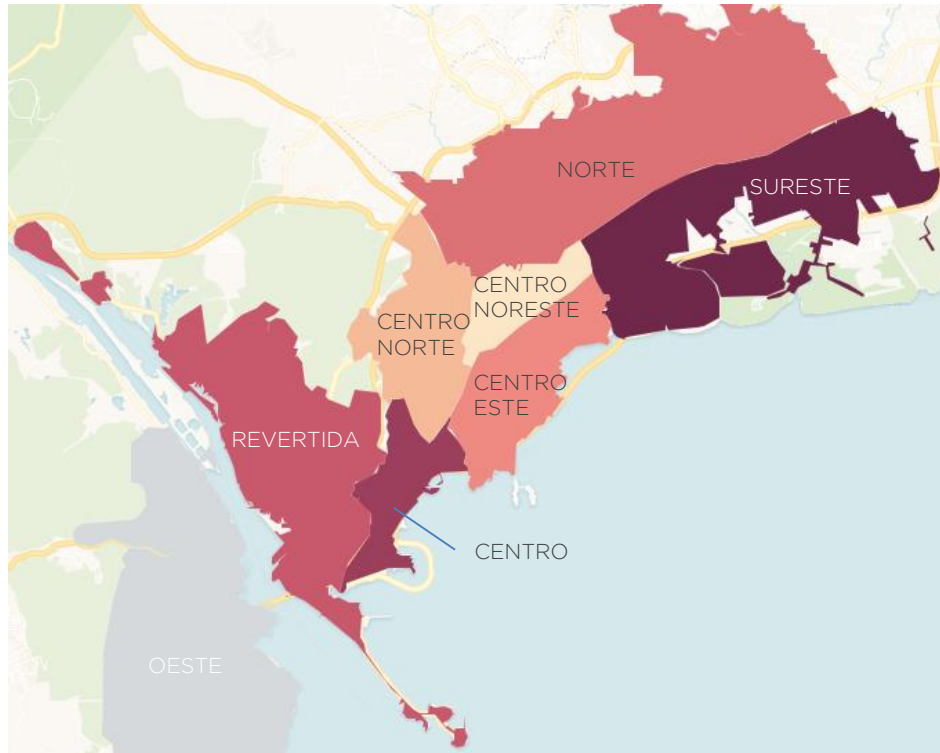 NORTE
SURESTE
CENTRO
NORESTE
CENTRO
NORTE
CENTRO
ESTE
REVERTIDA
CENTRO
OESTE